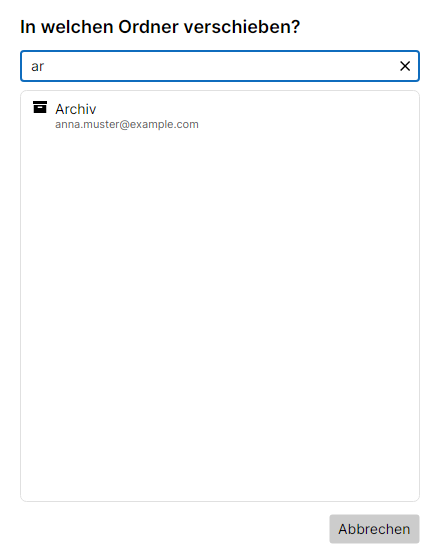 In welchen Ordner verschieben?
ar
Archiv
anna.muster@example.com
Abbrechen